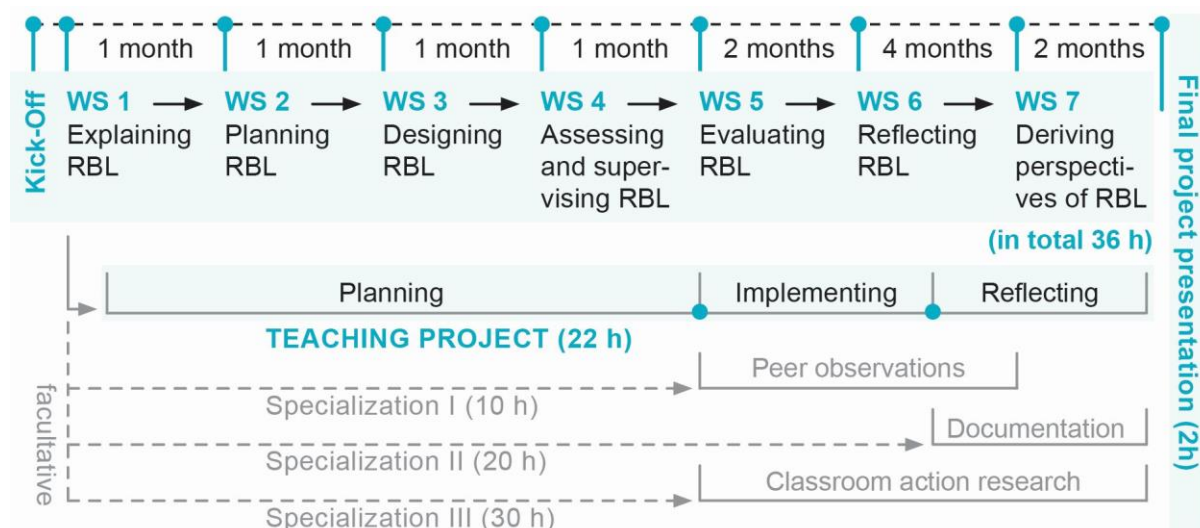 1 month 1 month 1 month 1 month 2 months 4 months 2 months
Kick-Off
WS 1 WS 2 WS 3 WS 4 WS 5 WS 6 WS 7
Explaining Planning Designing Assessing Evaluating Reflecting Deriving
RBL RBL RBL and super- RBL RBL perspecti-
vising RBL ves of RBL
(in total 36 h)
Final project presentation (2h)
Planning Implementing Reflecting
TEACHING PROJECT (22 h)
facultative
Peer observations
Specialization I (10 h)
Documentation
Specialization II (20 h)
Classroom action research
Specialization III (30 h)